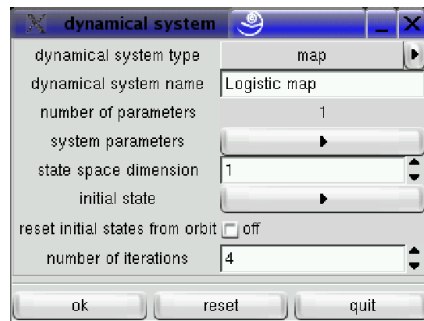 dynamical system
dynamical system type map
dynamical system name Logistic map
number of parameters 1
system parameters
state space dimension 1
initial state
reset initial states from orbit off
number of iterations 4
ok reset quit